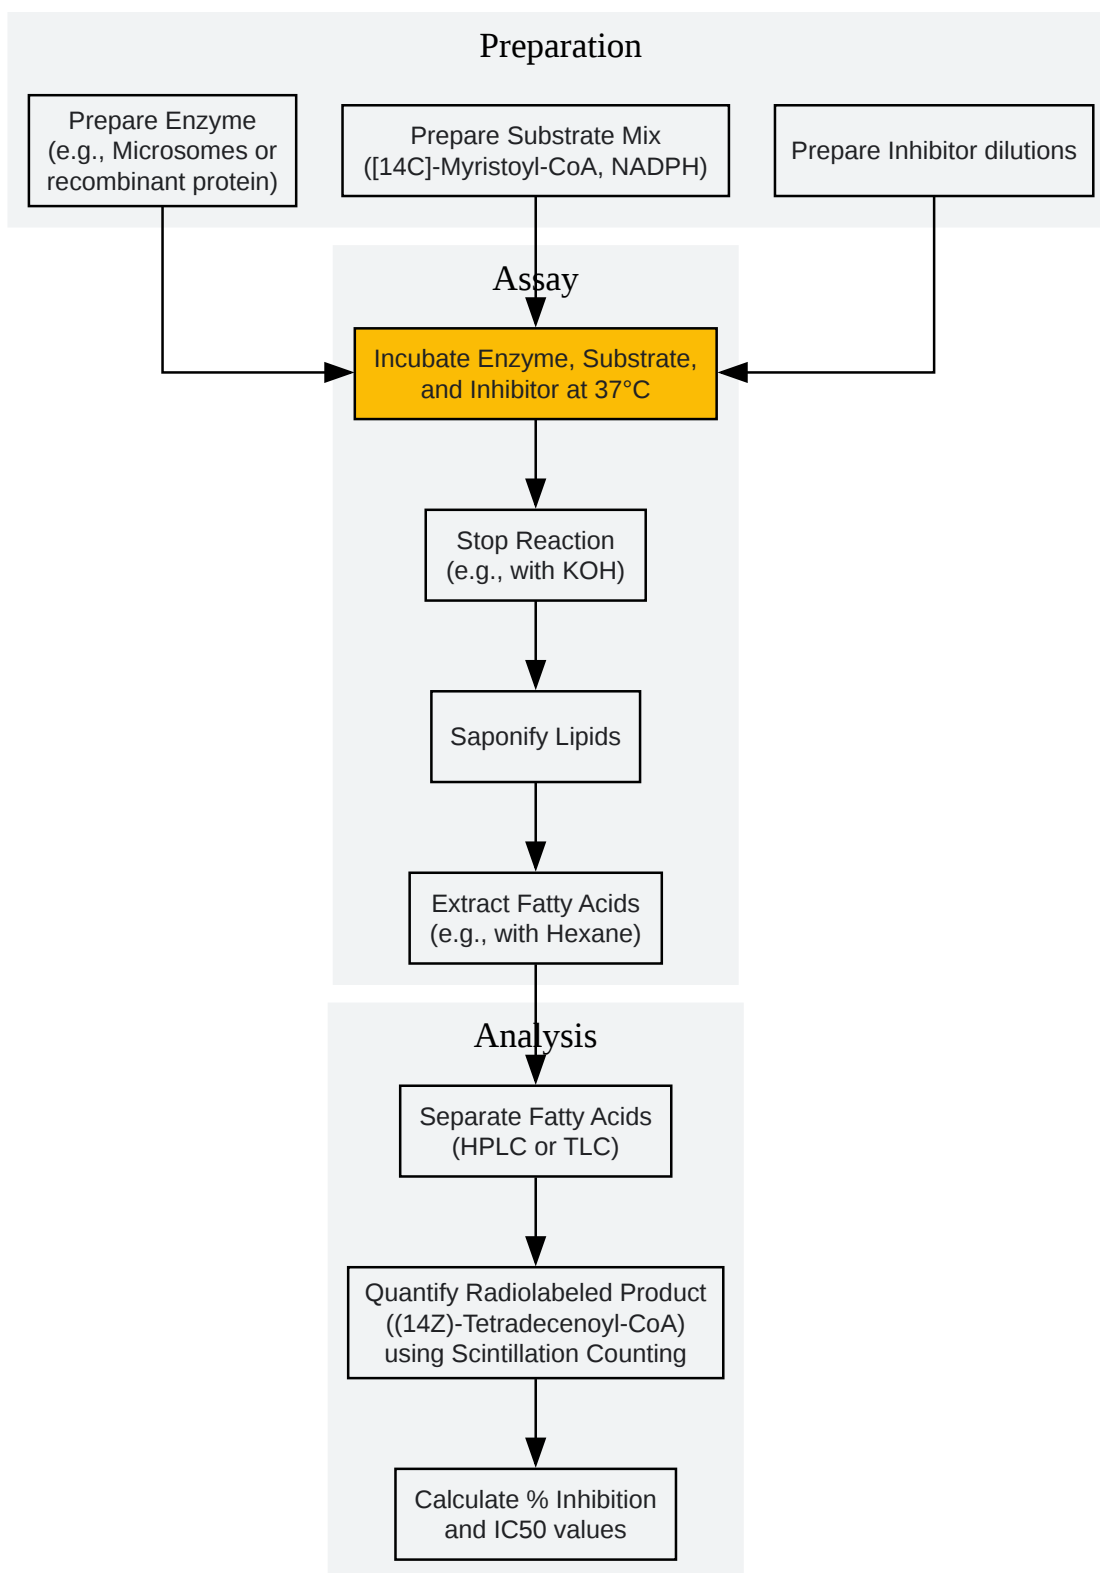 Preparation
Prepare Enzyme
(e.g., Microsomes or
recombinant protein)
Prepare Substrate Mix
([14C]-Myristoyl-CoA, NADPH)
Prepare Inhibitor dilutions
Assay
Incubate Enzyme, Substrate,
and Inhibitor at 37°C
Stop Reaction
(e.g., with KOH)
Saponify Lipids
Extract Fatty Acids
(e.g., with Hexane)
Analysis
Separate Fatty Acids
(HPLC or TLC)
Quantify Radiolabeled Product
((14Z)-Tetradecenoyl-CoA)
using Scintillation Counting
Calculate % Inhibition
and IC50 values